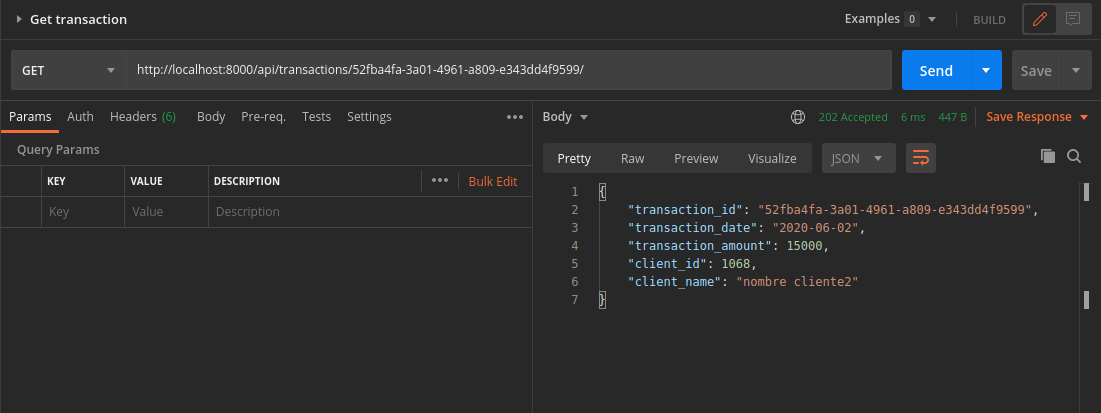 Get transaction
Examples 0
BUILD
GET http://localhost:8000/api/transactions/52fba4fa-3a01-4961-a809-e343dd4f9599/
Send
Save
Params Auth Headers (6) Body Pre-req. Tests Settings
Query Params
KEY VALUE DESCRIPTION Bulk Edit
Key Value Description
Body 202 Accepted 6 ms 447 B Save Response
Pretty Raw Preview Visualize JSON
1 {
2 "transaction_id": "52fba4fa-3a01-4961-a809-e343dd4f9599",
3 "transaction_date": "2020-06-02",
4 "transaction_amount": 15000,
5 "client_id": 1068,
6 "client_name": "nombre cliente2"
7 }